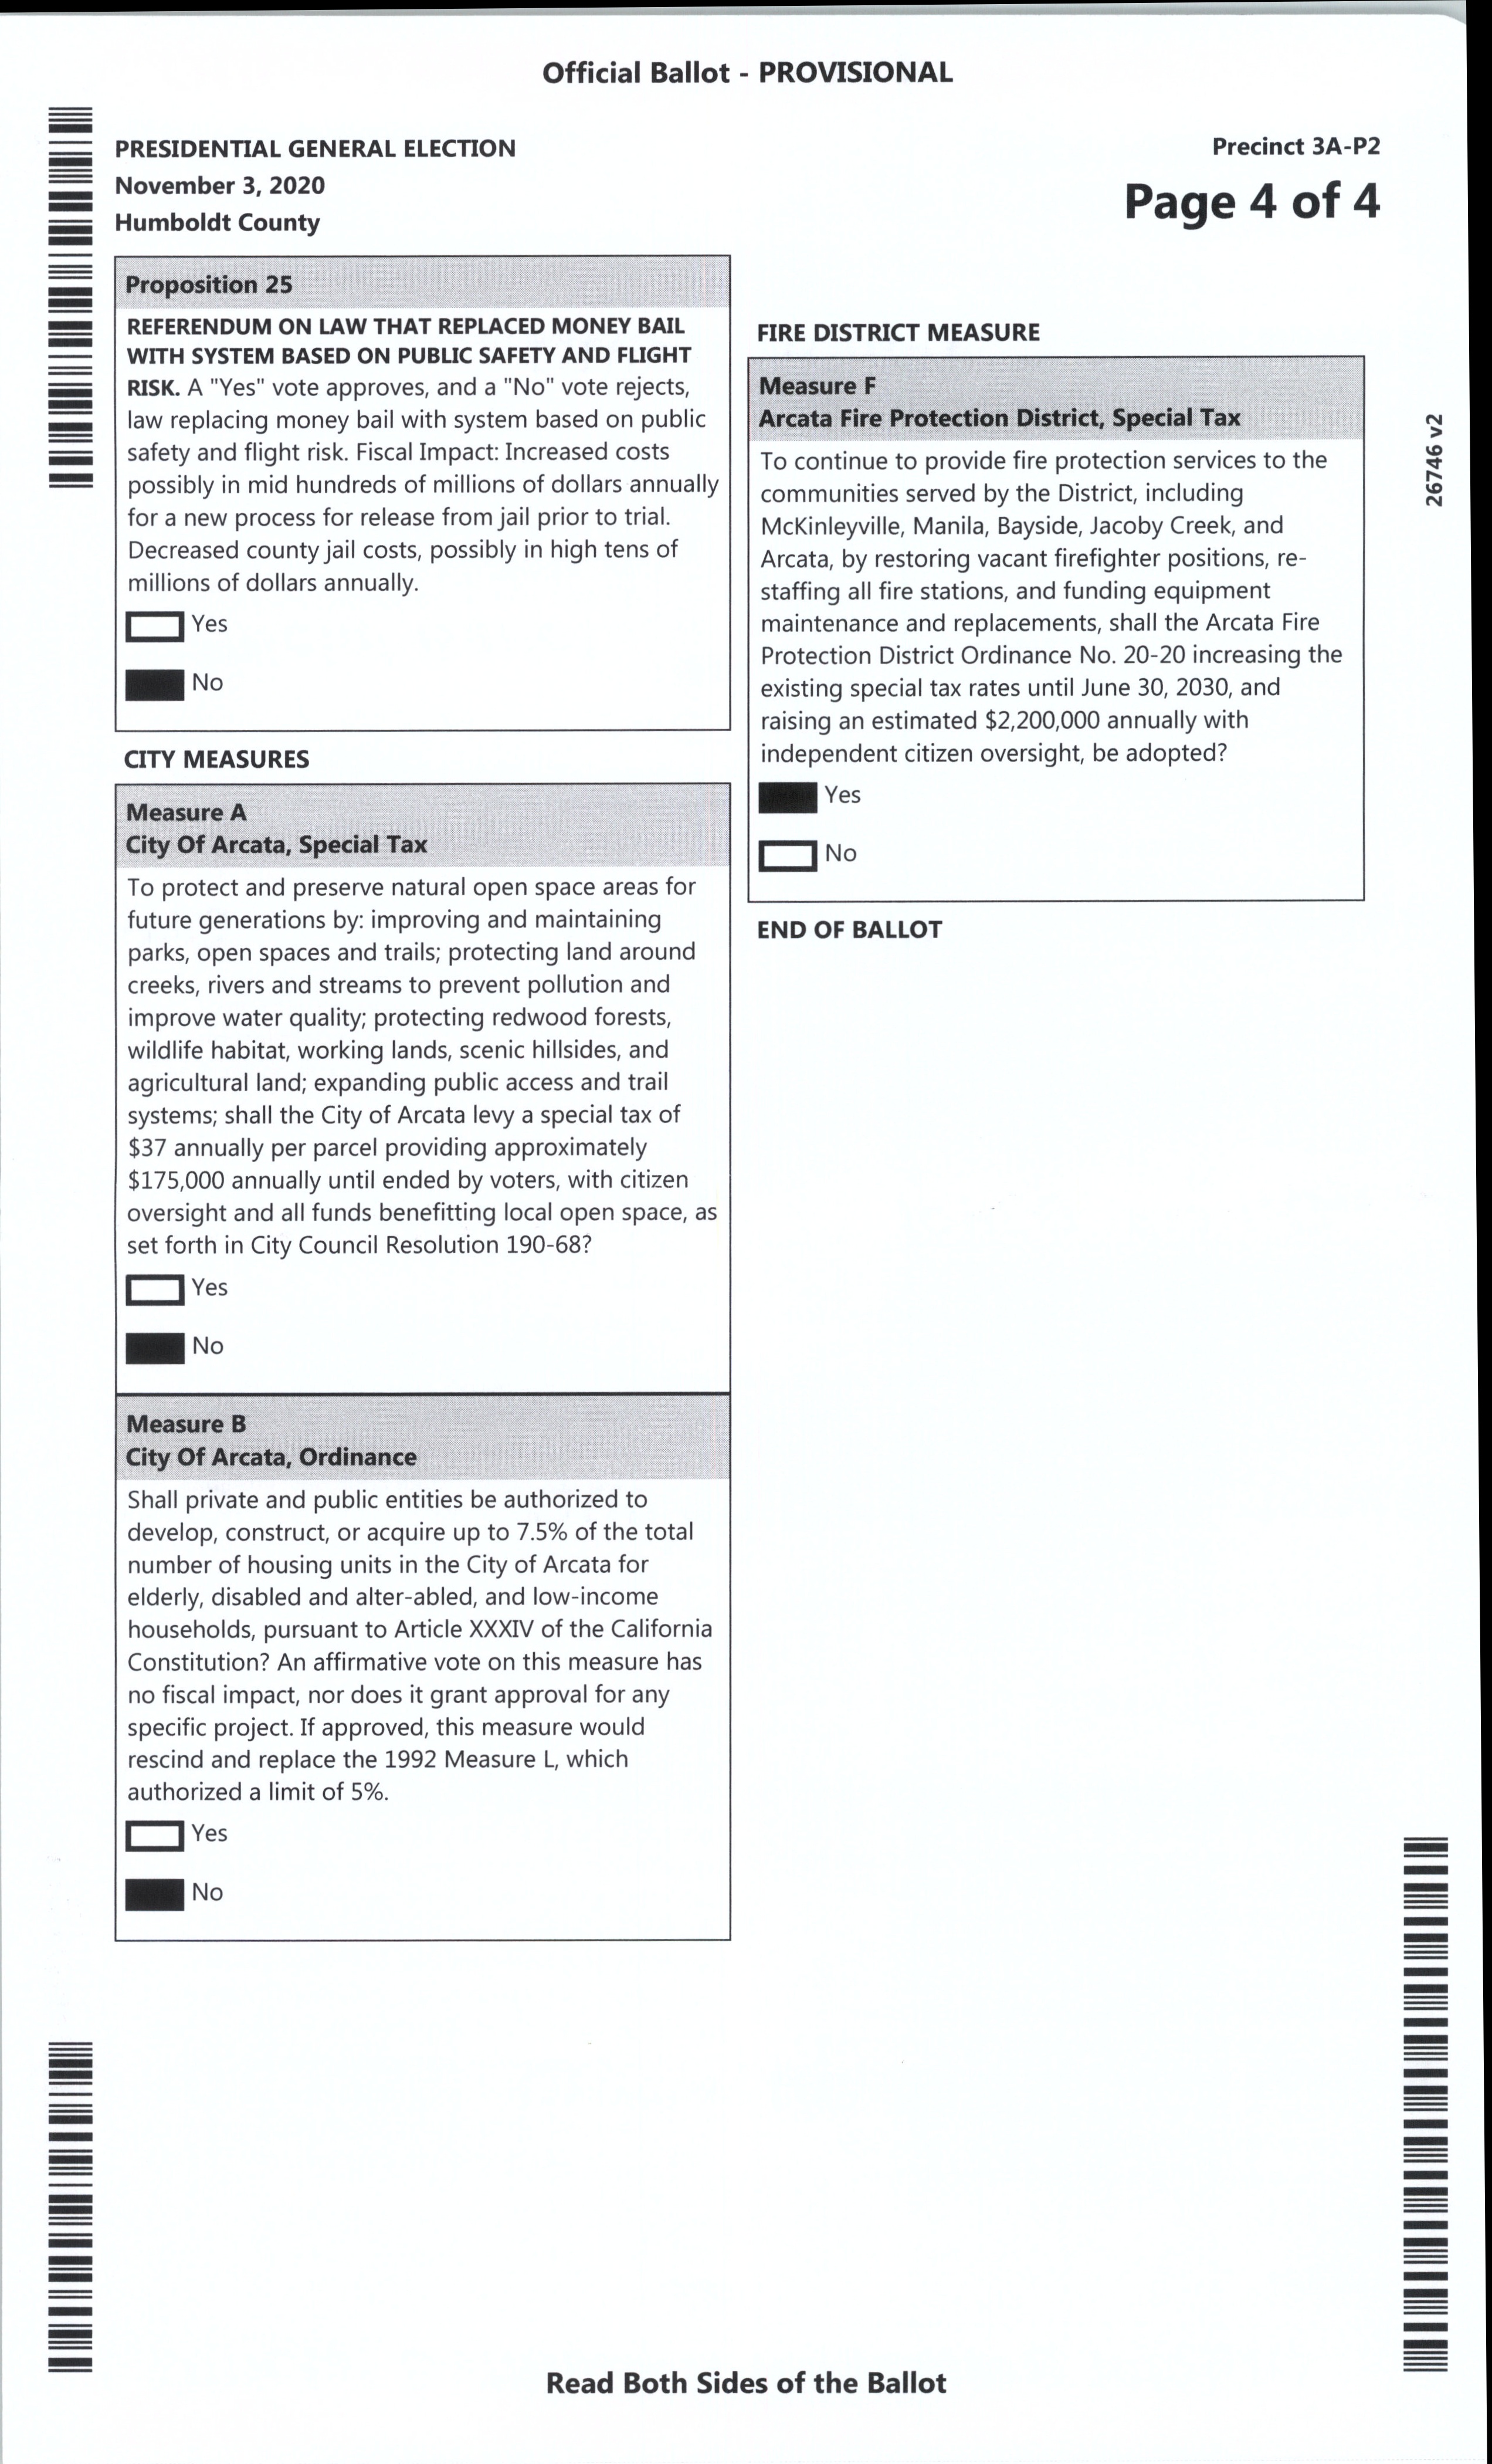 Official Ballot - PROVISIONAL
PRESIDENTIAL GENERAL ELECTION
November 3, 2020
Humboldt County
Precinct 3A-P2
Page 4 of 4
Proposition 25
REFERENDUM ON LAW THAT REPLACED MONEY BAIL
WITH SYSTEM BASED ON PUBLIC SAFETY AND FLIGHT
RISK. A "Yes" vote approves, and a "No" vote rejects,
law replacing money bail with system based on public
safety and flight risk. Fiscal Impact: Increased costs
possibly in mid hundreds of millions of dollars annually
for a new process for release from jail prior to trial.
Decreased county jail costs, possibly in high tens of
millions of dollars annually.
Yes
No
CITY MEASURES
Measure A
City Of Arcata, Special Tax
To protect and preserve natural open space areas for
future generations by: improving and maintaining
parks, open spaces and trails; protecting land around
creeks, rivers and streams to prevent pollution and
improve water quality; protecting redwood forests,
wildlife habitat, working lands, scenic hillsides, and
agricultural land; expanding public access and trail
systems; shall the City of Arcata levy a special tax of
$37 annually per parcel providing approximately
$175,000 annually until ended by voters, with citizen
oversight and all funds benefitting local open space, as
set forth in City Council Resolution 190-68?
Yes
No
Measure B
City Of Arcata, Ordinance
Shall private and public entities be authorized to
develop, construct, or acquire up to 7.5% of the total
number of housing units in the City of Arcata for
elderly, disabled and alter-abled, and low-income
households, pursuant to Article XXXIV of the California
Constitution? An affirmative vote on this measure has
no fiscal impact, nor does it grant approval for any
specific project. If approved, this measure would
rescind and replace the 1992 Measure L, which
authorized a limit of 5%.
Yes
No
FIRE DISTRICT MEASURE
Measure F
Arcata Fire Protection District, Special Tax
To continue to provide fire protection services to the
communities served by the District, including
McKinleyville, Manila, Bayside, Jacoby Creek, and
Arcata, by restoring vacant firefighter positions, re-
staffing all fire stations, and funding equipment
maintenance and replacements, shall the Arcata Fire
Protection District Ordinance No. 20-20 increasing the
existing special tax rates until June 30, 2030, and
raising an estimated $2,200,000 annually with
independent citizen oversight, be adopted?
Yes
No
END OF BALLOT
26746 v2
Read Both Sides of the Ballot